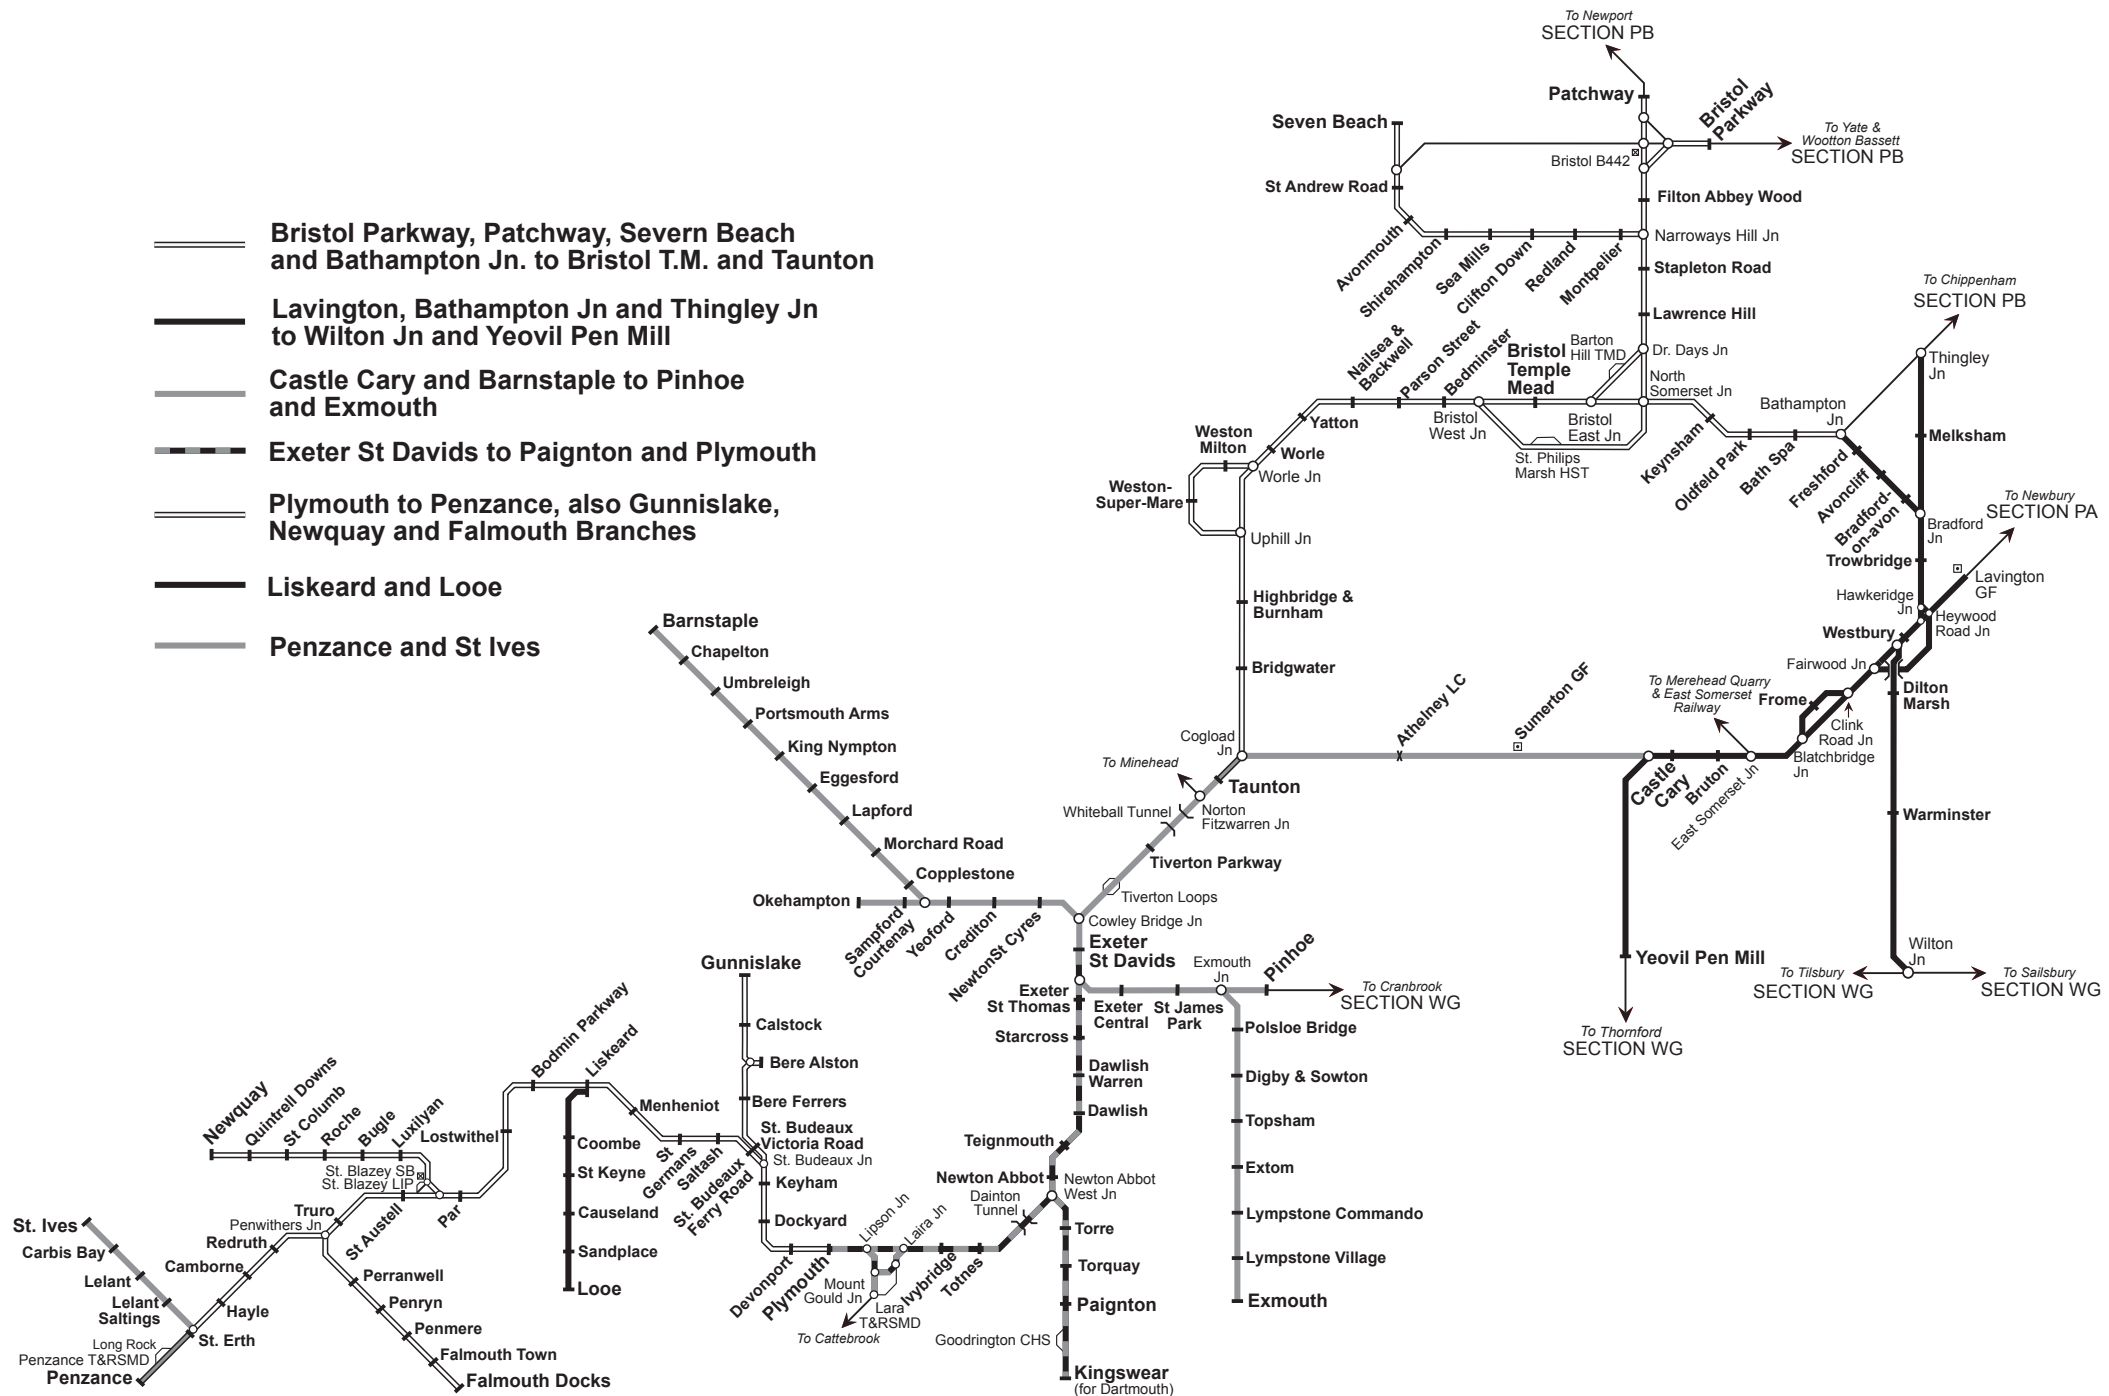 To Newport
SECTION PB
Patchway
Bristol
Parkway
Seven Beach
To Yate &
Wootton Bassett
SECTION PB
Bristol B442
St Andrew Road
Filton Abbey Wood
Narroways Hill Jn
Avonmouth
Shirehampton
Sea Mills
Clifton Down
Redland
Montpelier
Stapleton Road
Lawrence Hill
Bristol Parkway, Patchway, Severn Beach
and Bathampton Jn. to Bristol T.M. and Taunton
Lavington, Bathampton Jn and Thingley Jn
to Wilton Jn and Yeovil Pen Mill
Castle Cary and Barnstaple to Pinhoe
and Exmouth
Exeter St Davids to Paignton and Plymouth
Plymouth to Penzance, also Gunnislake,
Newquay and Falmouth Branches
Liskeard and Looe
Penzance and St Ives
To Chippenham
SECTION PB
Thingley
Jn
Nailsea &
Backwell
Parson Street
Bedminster
Bristol
Temple
Mead
Barton
Hill TMD
Dr. Days Jn
North
Somerset Jn
Bristol
West Jn
Bristol
East Jn
St. Philips
Marsh HST
Bathampton
Jn
Keynsham
Oldfeld Park
Bath Spa
Freshford
Avoncliff
Bradford-
on-avon
Melksham
To Newbury
SECTION PA
Bradford
Jn
Trowbridge
Lavington
GF
Hawkeridge
Jn
Heywood
Road Jn
Westbury
Fairwood Jn
Dilton
Marsh
Yatton
Worle
Weston
Milton
Worle Jn
Weston-
Super-Mare
Uphill Jn
Highbridge &
Burnham
Bridgwater
Cogload
Jn
Athelney LC
Sumerton GF
To Merehead Quarry
& East Somerset
Railway
Frome
Clink
Road Jn
Blatchbridge
Jn
Castle
Cary
Bruton
East Somerset Jn
Warminster
Wilton
Jn
To Tilsbury
SECTION WG
To Sailsbury
SECTION WG
Yeovil Pen Mill
To Thornford
SECTION WG
Barnstaple
Chapelton
Umbreleigh
Portsmouth Arms
King Nympton
Eggesford
Lapford
Morchard Road
Copplestone
Okehampton
Sampford
Courtenay
Yeoford
Crediton
NewtonSt Cyres
To Minehead
Taunton
Whiteball Tunnel
Norton
Fitzwarren Jn
Tiverton Parkway
Tiverton Loops
Cowley Bridge Jn
Exeter
St Davids
Exmouth
Jn
Pinhoe
To Cranbrook
SECTION WG
Exeter
St Thomas
Exeter
Central
St James
Park
Polsloe Bridge
Starcross
Dawlish
Warren
Digby & Sowton
Dawlish
Topsham
Teignmouth
Extom
Newton Abbot
Newton Abbot
West Jn
Lympstone Commando
Dainton
Tunnel
Torre
Lympstone Village
Torquay
Exmouth
Paignton
Goodrington CHS
Kingswear
(for Dartmouth)
Gunnislake
Calstock
Bere Alston
Bere Ferrers
St. Budeaux
Victoria Road
St. Budeaux Jn
St. Budeaux
Ferry Road
Keyham
Dockyard
Devonport
Plymouth
Lipson Jn
Laira Jn
Mount
Gould Jn
Lara
T&RSMD
To Cattebrook
Ivybridge
Totnes
Bodmin Parkway
Liskeard
Menheniot
St
Germans
Saltash
Coombe
St Keyne
Causeland
Sandplace
Looe
Newquay
Quintrell Downs
St Columb
Roche
Bugle
Luxilyan
Lostwithel
St. Blazey SB
St. Blazey LIP
Par
St Austell
Truro
Penwithers Jn
Redruth
Camborne
Hayle
St. Erth
St. Ives
Carbis Bay
Lelant
Lelant
Saltings
Long Rock
Penzance T&RSMD
Penzance
Perranwell
Penryn
Penmere
Falmouth Town
Falmouth Docks